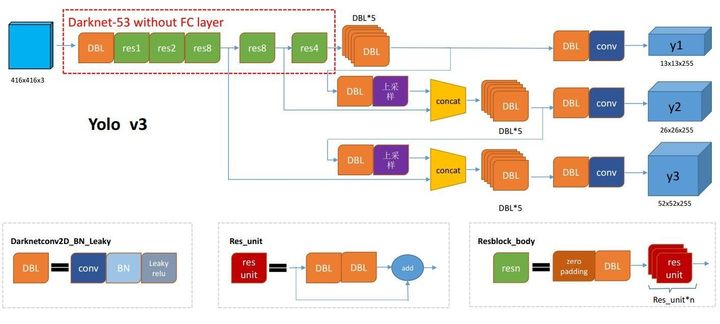 Darknet-53 without FC layer
DBL*5
DBL
res1
res2
res8
res8
res4
DBL
DBL
conv
y1
416x416x3
13x13x255
DBL
上采
样
concat
DBL
DBL
conv
y2
Yolo v3
DBL*5
26x26x255
DBL
上采
样
concat
DBL
DBL
conv
y3
DBL*5
52x52x255
Darknetconv2D_BN_Leaky
DBL
=
conv
BN
Leaky
relu
Res_unit
res
unit
=
DBL
DBL
add
Resblock_body
resn
=
zero
padding
DBL
res
unit
Res_unit*n